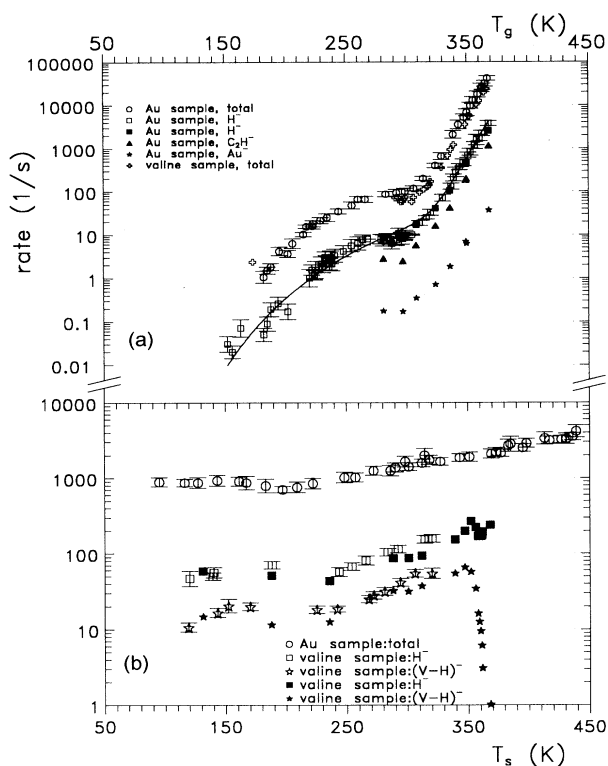 T_g (K)
50 150 250 350 450
100000
10000
1000
100
10
1
0.1
0.01
rate (1/s)
Au sample, total
Au sample, H⁻
Au sample, H⁻
Au sample, C₂H⁻
Au sample, Au⁻
valine sample, total
(a)
10000
1000
100
10
1
(b)
Au sample:total
valine sample:H⁻
valine sample:(V–H)⁻
valine sample:H⁻
valine sample:(V–H)⁻
50 150 250 350 450
T_s (K)